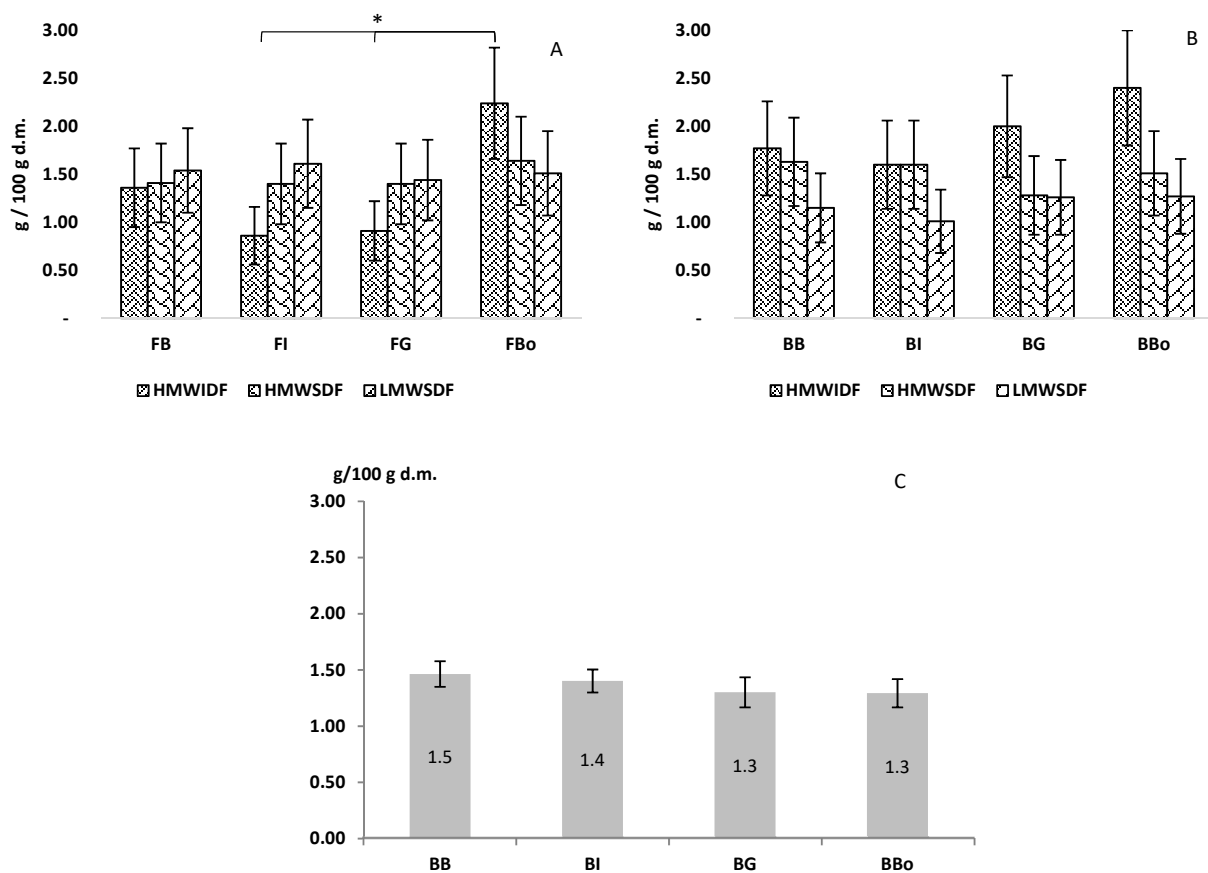 *
A
g / 100 g d.m.
3.00
2.50
2.00
1.50
1.00
0.50
-
FB FI FG FBo
HMWIDF HMWSDF LMWSDF
B
g / 100 g d.m.
3.00
2.50
2.00
1.50
1.00
0.50
-
BB BI BG BBo
HMWIDF HMWSDF LMWSDF
g/100 g d.m.
C
3.00
2.50
2.00
1.50
1.00
0.50
0.00
1.5 1.4 1.3 1.3
BB BI BG BBo